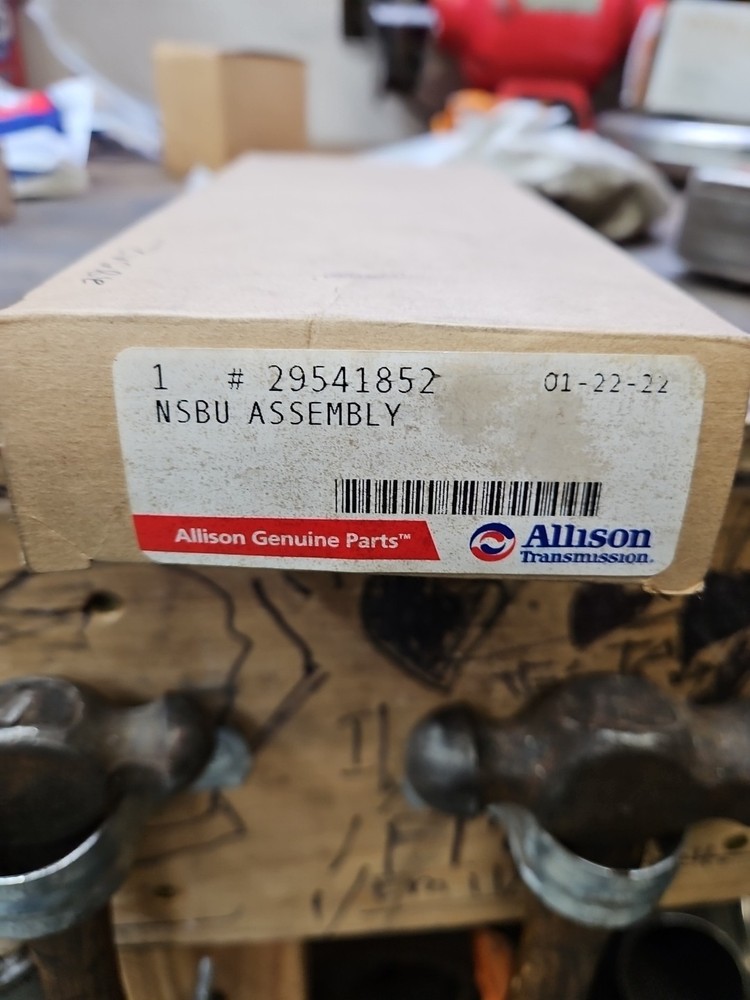 1 # 29541852 01-22-22
NSBU ASSEMBLY
Allison Genuine Parts™
Allison
Transmission®